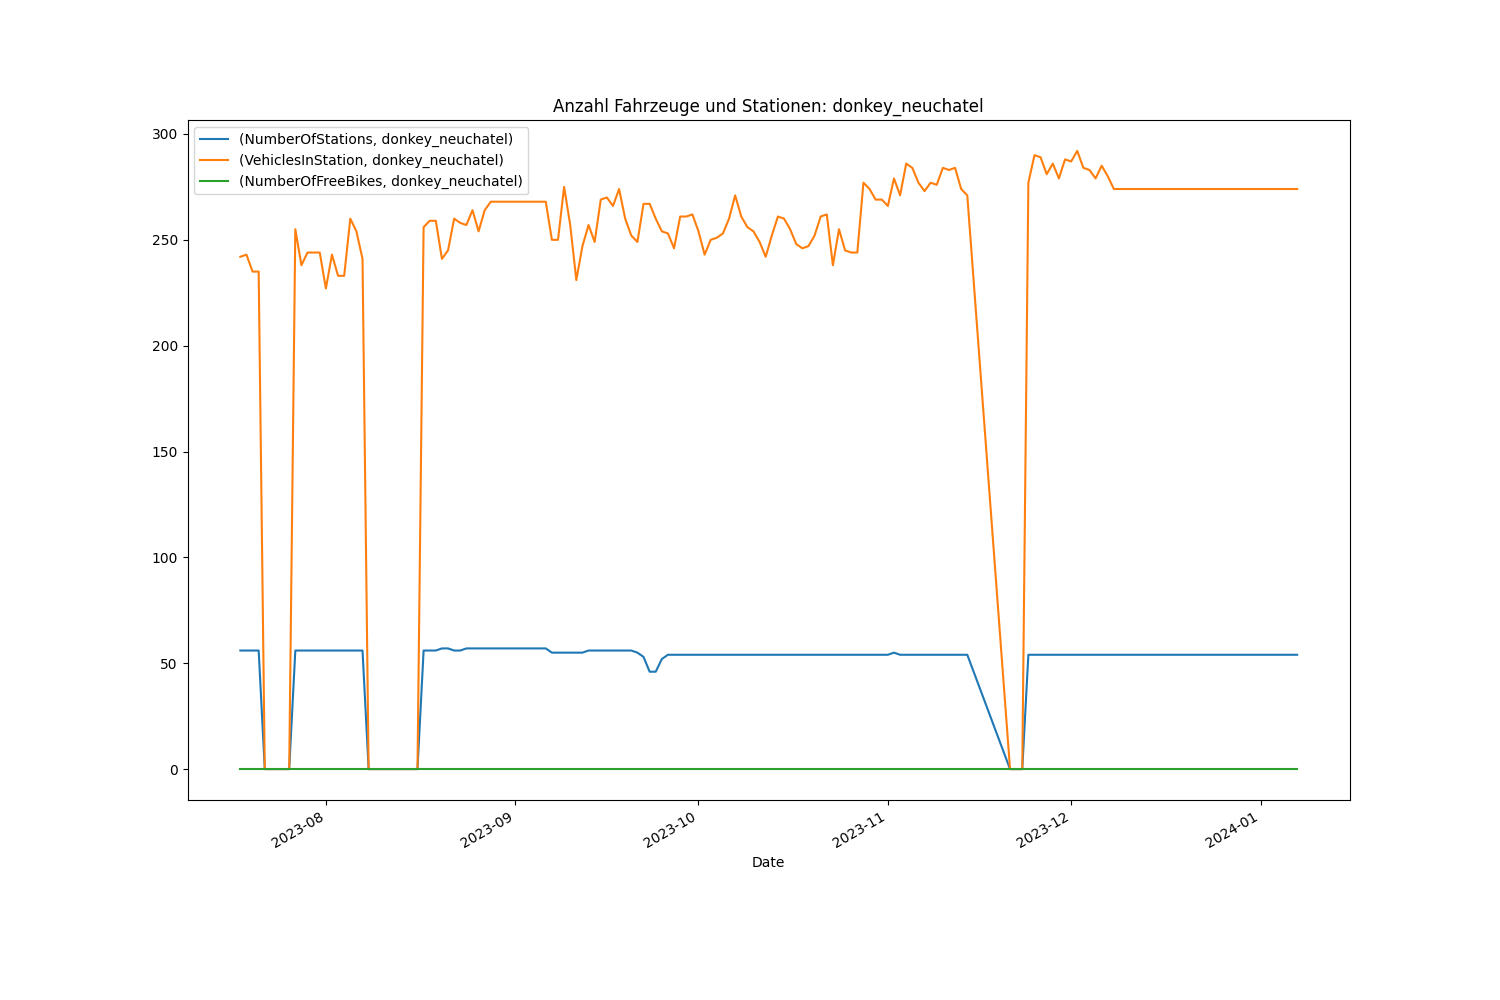 Anzahl Fahrzeuge und Stationen: donkey_neuchatel
(NumberOfStations, donkey_neuchatel)
(VehiclesInStation, donkey_neuchatel)
(NumberOfFreeBikes, donkey_neuchatel)
300
250
200
150
100
50
0
2023-08
2023-09
2023-10
2023-11
2023-12
2024-01
Date